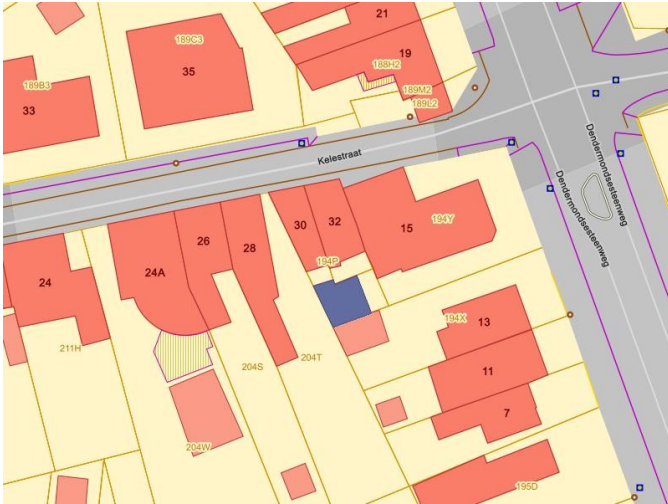 21
189C3
19
35
188H2
189B3
189M2
33
189L2
Kelestraat
Dendermondsesteenweg
Dendermondsesteenweg
30
32
15
194Y
26
28
24A
24
194P
194X
13
211H
204S
204T
11
7
204W
195D